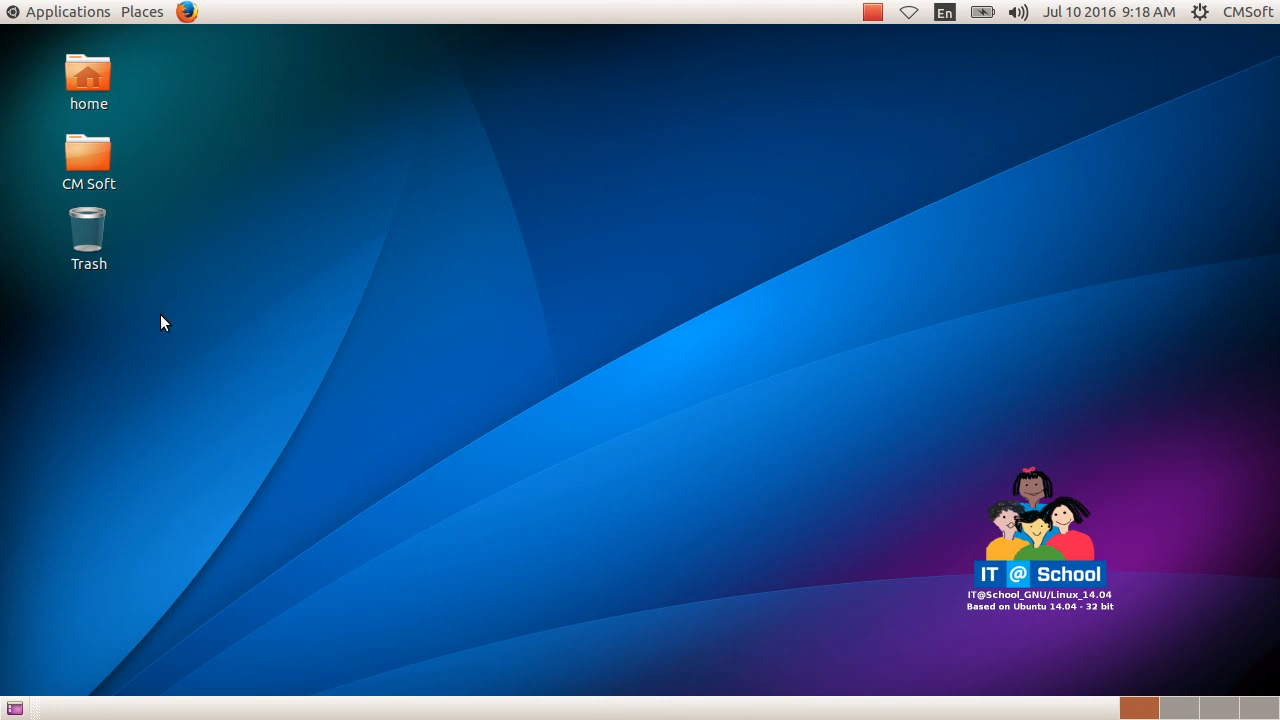 Applications Places En Jul 10 2016 9:18 AM CMSoft
home
CM Soft
Trash
IT @ School
IT@School_GNU/Linux_14.04
Based on Ubuntu 14.04 - 32 bit